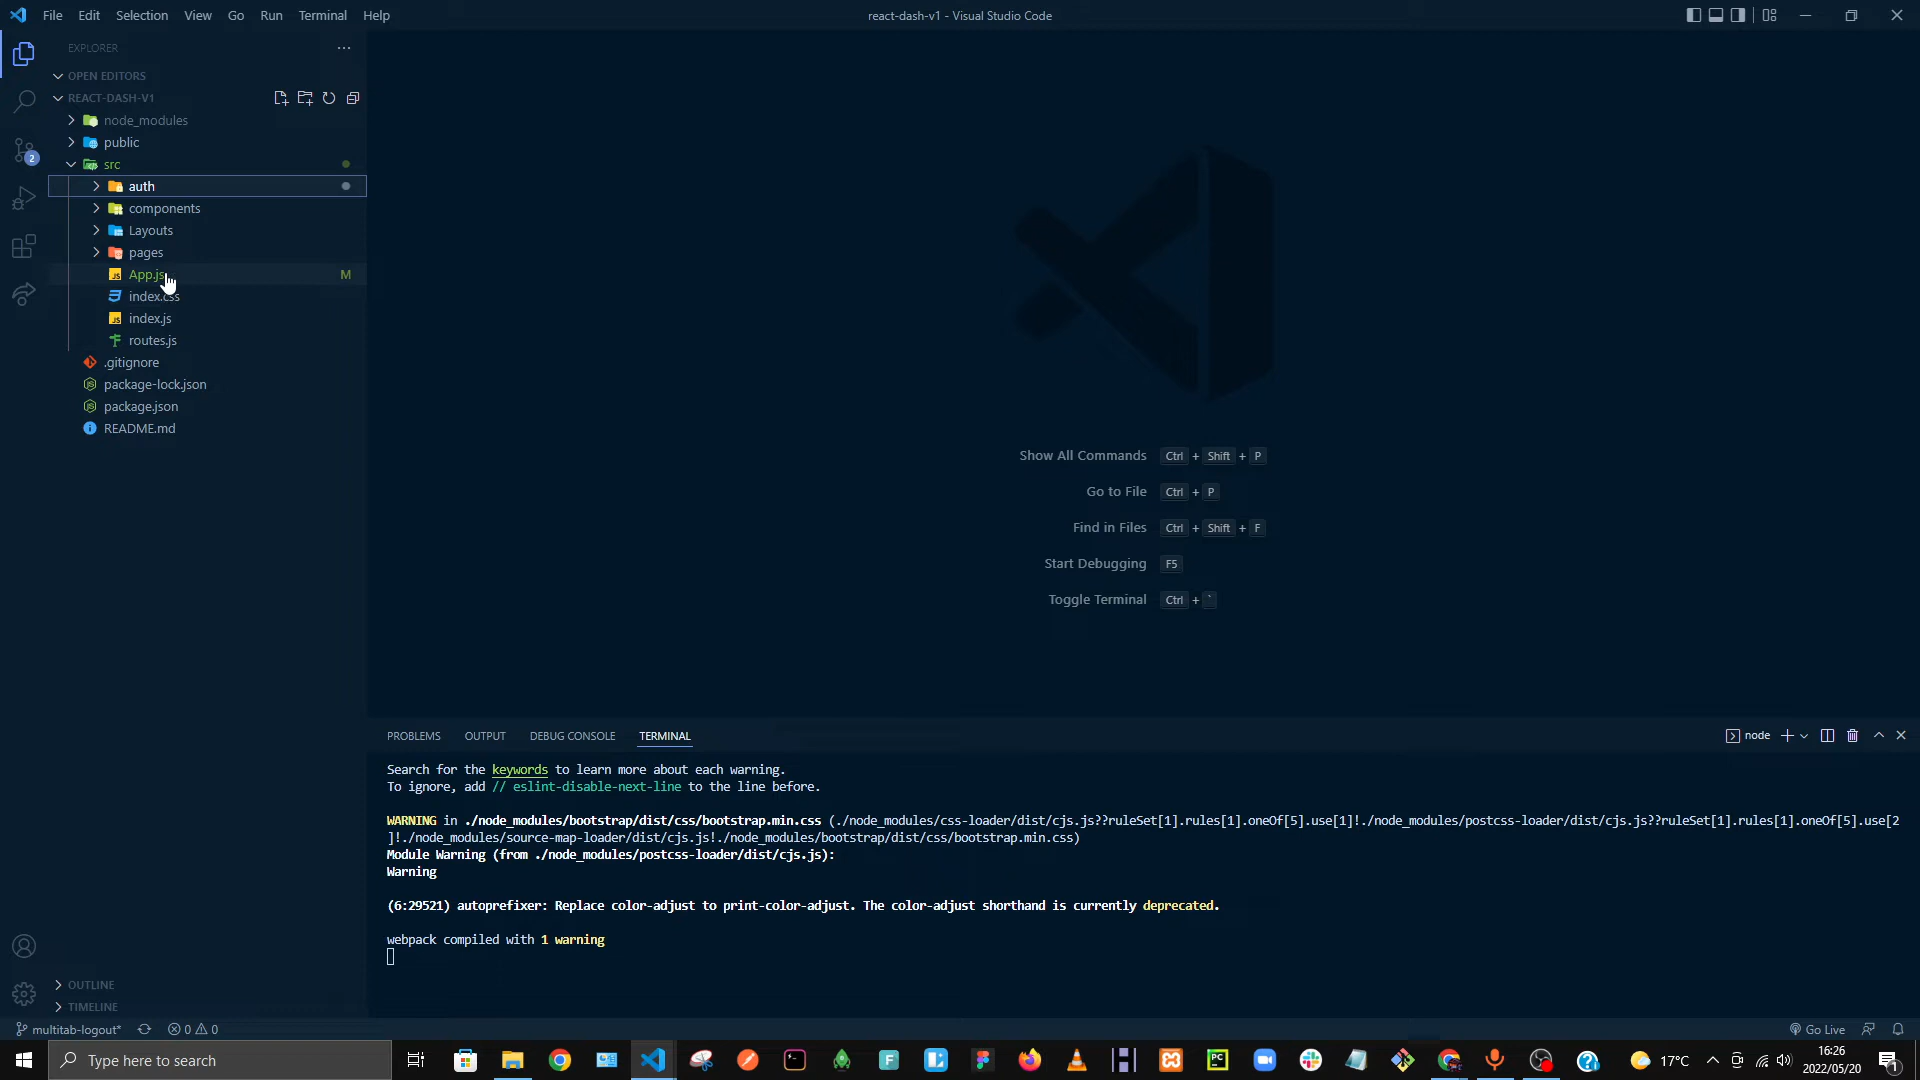 File Edit Selection View Go Run Terminal Help
react-dash-v1 - Visual Studio Code
EXPLORER
OPEN EDITORS
REACT-DASH-V1
node_modules
public
src
auth
components
Layouts
pages
App.js M
index.css
index.js
routes.js
.gitignore
package-lock.json
package.json
README.md
2
OUTLINE
TIMELINE
Show All Commands Ctrl + Shift + P
Go to File Ctrl + P
Find in Files Ctrl + Shift + F
Start Debugging F5
Toggle Terminal Ctrl + `
PROBLEMS OUTPUT DEBUG CONSOLE TERMINAL
node
Search for the keywords to learn more about each warning.
To ignore, add // eslint-disable-next-line to the line before.
WARNING in ./node_modules/bootstrap/dist/css/bootstrap.min.css (./node_modules/css-loader/dist/cjs.js??ruleSet[1].rules[1].oneOf[5].use[1]!./node_modules/postcss-loader/dist/cjs.js??ruleSet[1].rules[1].oneOf[5].use[2
]!./node_modules/source-map-loader/dist/cjs.js!./node_modules/bootstrap/dist/css/bootstrap.min.css)
Module Warning (from ./node_modules/postcss-loader/dist/cjs.js):
Warning
(6:29521) autoprefixer: Replace color-adjust to print-color-adjust. The color-adjust shorthand is currently deprecated.
webpack compiled with 1 warning
multitab-logout* 0 0
Go Live
Type here to search
17°C
16:26
2022/05/20
1